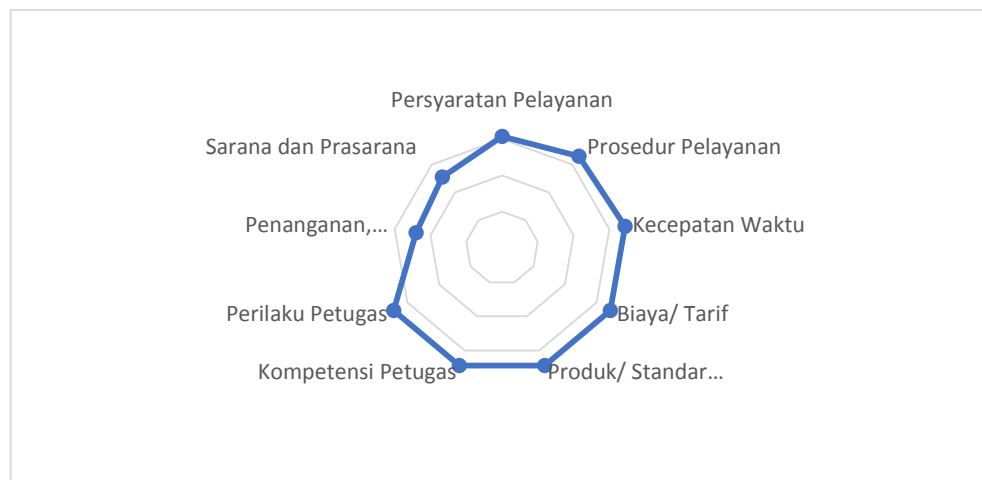 Persyaratan Pelayanan
Prosedur Pelayanan
Kecepatan Waktu
Biaya/ Tarif
Produk/ Standar...
Kompetensi Petugas
Perilaku Petugas
Penanganan,...
Sarana dan Prasarana